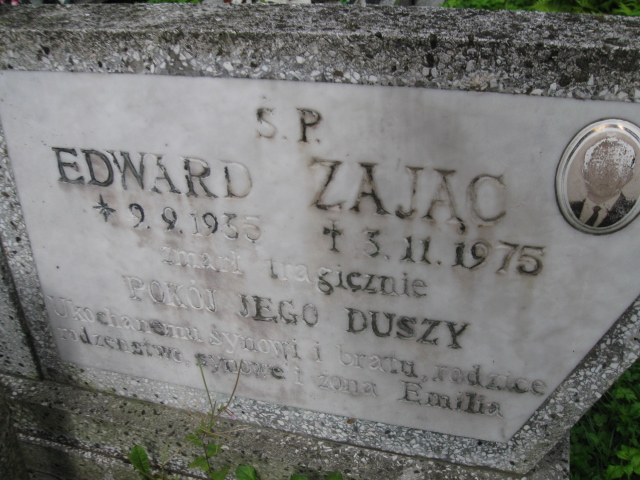 Ś.P.
EDWARD ZAJĄC
* 9.9.1935 † 3.11.1975
zmarł tragicznie
POKÓJ JEGO DUSZY
Ukochanemu synowi i bratu, rodzice
rodzeństwo, synowe i żona Emilia